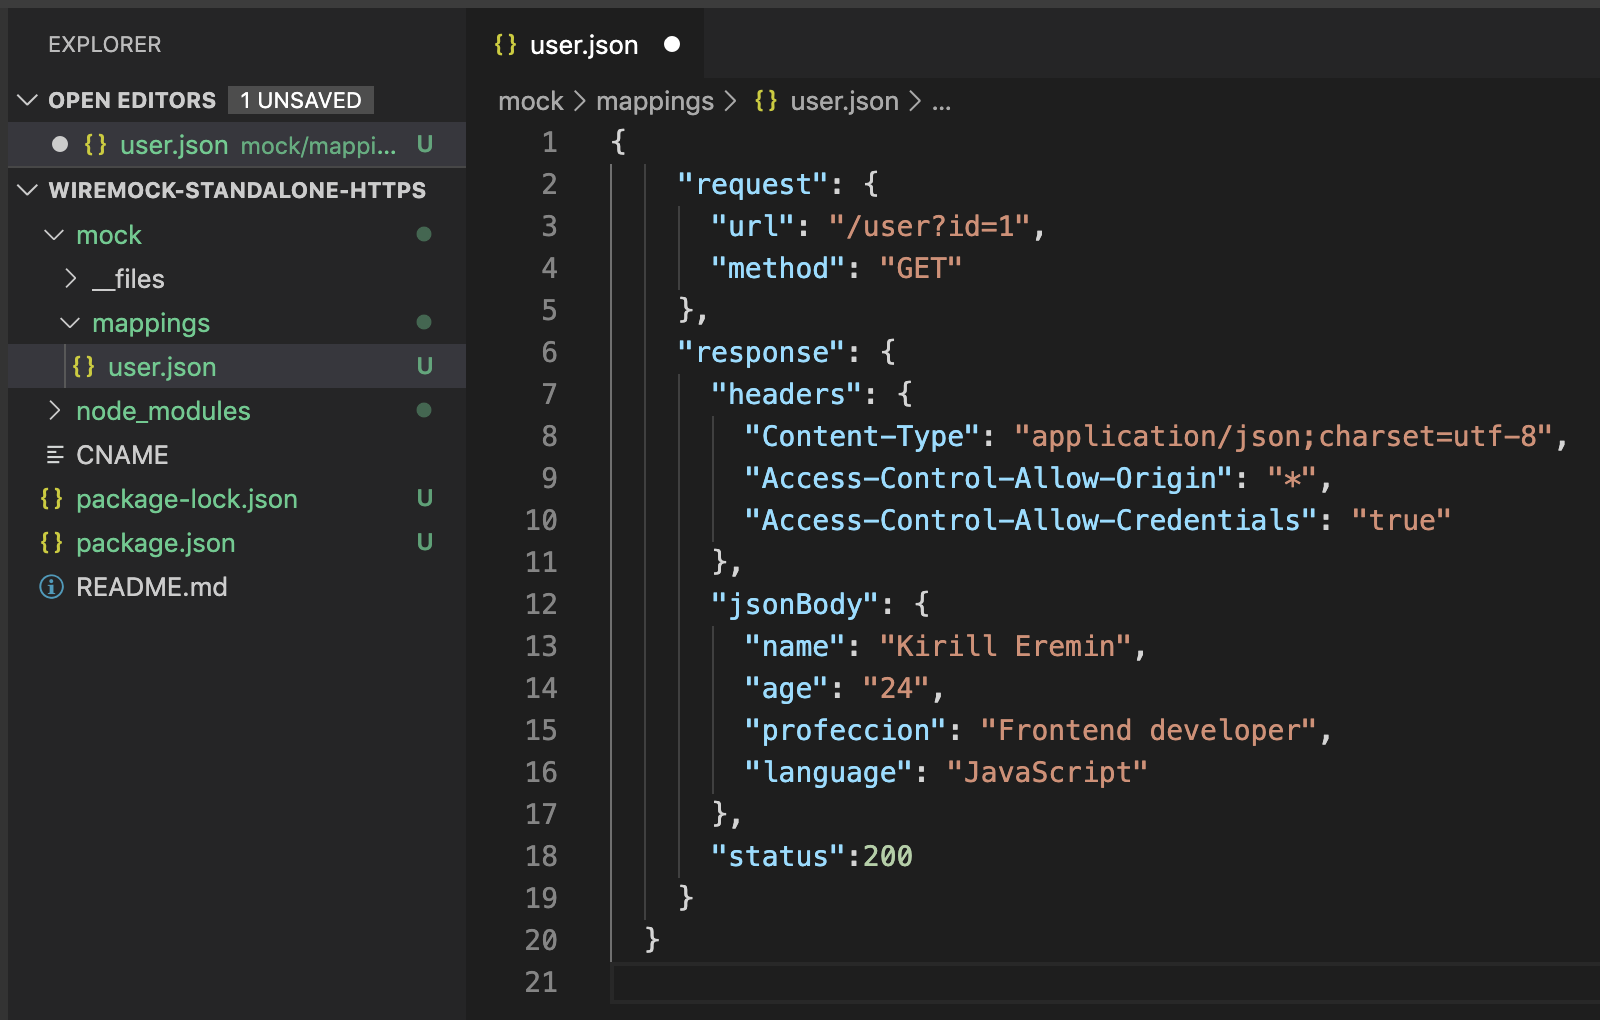 EXPLORER
OPEN EDITORS 1 UNSAVED
{} user.json mock/mappi... U
WIREMOCK-STANDALONE-HTTPS
mock
__files
mappings
{} user.json U
node_modules
CNAME
{} package-lock.json U
{} package.json U
README.md
{} user.json
mock > mappings > {} user.json > ...
1 {
2 "request": {
3 "url": "/user?id=1",
4 "method": "GET"
5 },
6 "response": {
7 "headers": {
8 "Content-Type": "application/json;charset=utf-8",
9 "Access-Control-Allow-Origin": "*",
10 "Access-Control-Allow-Credentials": "true"
11 },
12 "jsonBody": {
13 "name": "Kirill Eremin",
14 "age": "24",
15 "profeccion": "Frontend developer",
16 "language": "JavaScript"
17 },
18 "status":200
19 }
20 }
21